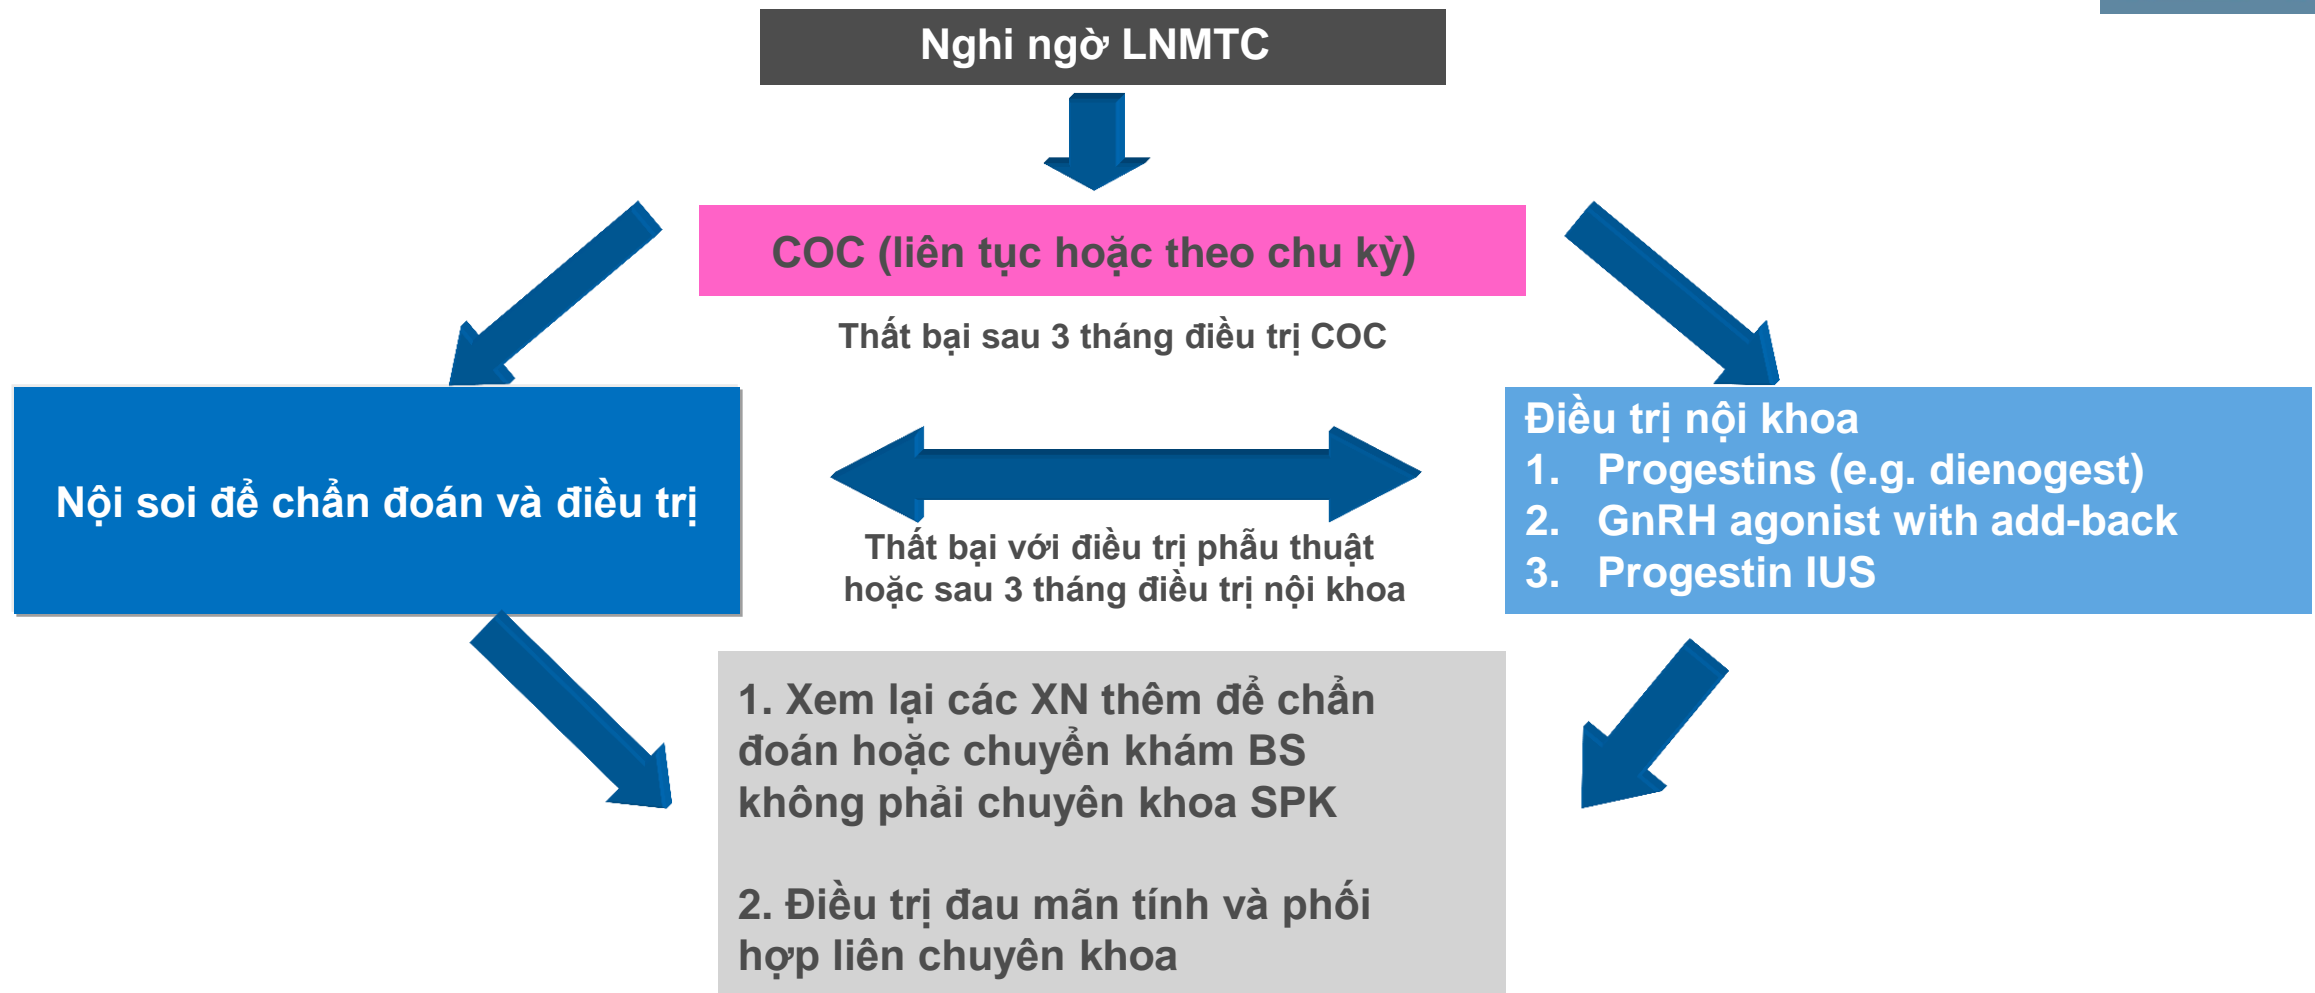 Nghi ngờ LNMTC
COC (liên tục hoặc theo chu kỳ)
Thất bại sau 3 tháng điều trị COC
Nội soi để chẩn đoán và điều trị
Thất bại với điều trị phẫu thuật
hoặc sau 3 tháng điều trị nội khoa
Điều trị nội khoa
1. Progestins (e.g. dienogest)
2. GnRH agonist with add-back
3. Progestin IUS
1. Xem lại các XN thêm để chẩn
đoán hoặc chuyển khám BS
không phải chuyên khoa SPK
2. Điều trị đau mãn tính và phối
hợp liên chuyên khoa